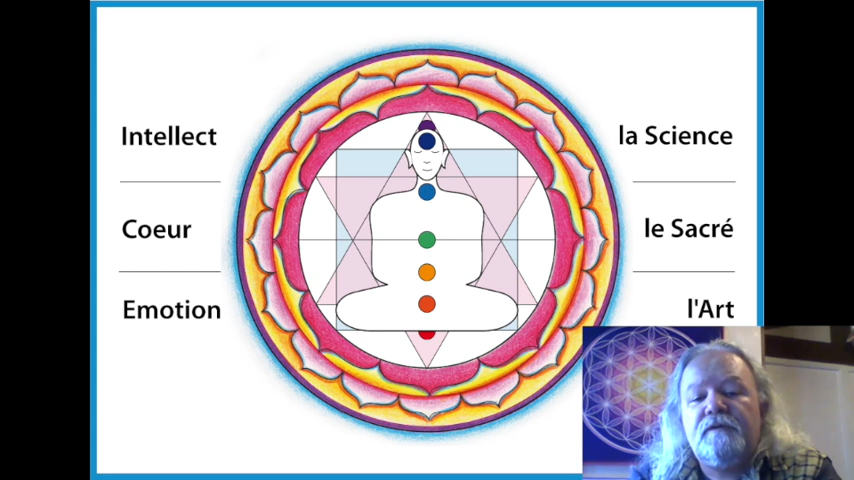 Intellect
la Science
Coeur
le Sacré
Emotion
l'Art